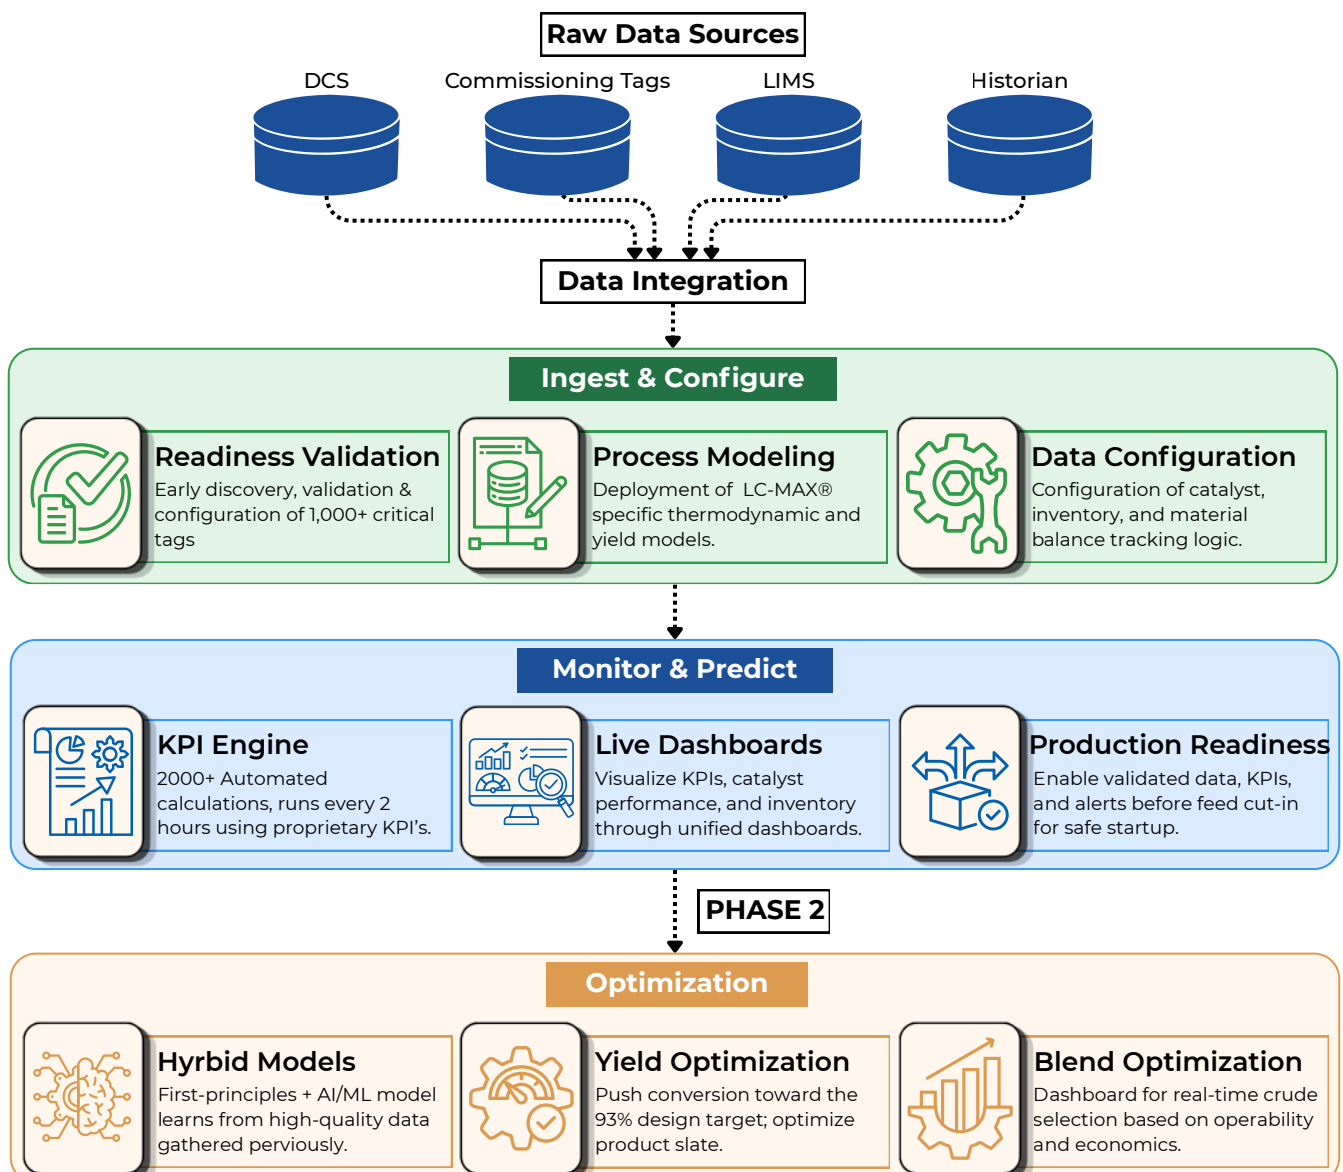 Raw Data Sources
DCS
Commissioning Tags
LIMS
Historian
Data Integration
Ingest & Configure
Readiness Validation
Early discovery, validation &
configuration of 1,000+ critical
tags
Process Modeling
Deployment of LC-MAX®
specific thermodynamic and
yield models.
Data Configuration
Configuration of catalyst,
inventory, and material
balance tracking logic.
Monitor & Predict
KPI Engine
2000+ Automated
calculations, runs every 2
hours using proprietary KPI's.
Live Dashboards
Visualize KPIs, catalyst
performance, and inventory
through unified dashboards.
Production Readiness
Enable validated data, KPIs,
and alerts before feed cut-in
for safe startup.
PHASE 2
Optimization
Hyrbid Models
First-principles + AI/ML model
learns from high-quality data
gathered perviously.
Yield Optimization
Push conversion toward the
93% design target; optimize
product slate.
Blend Optimization
Dashboard for real-time crude
selection based on operability
and economics.